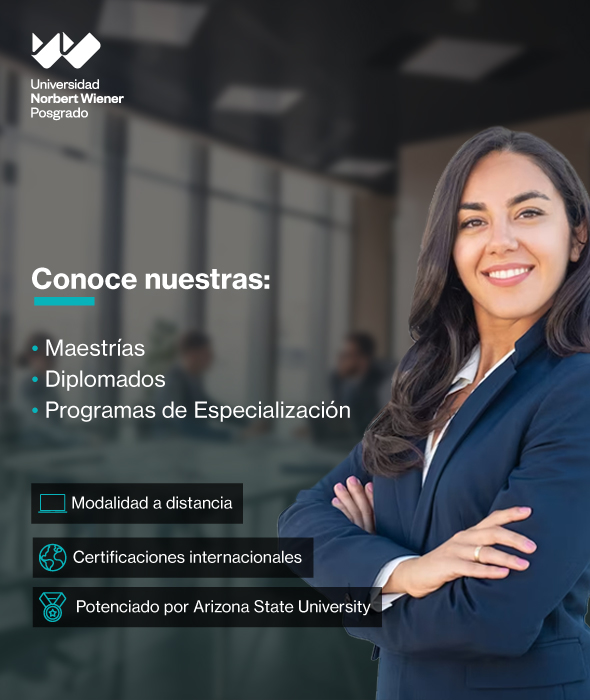 Universidad
Norbert Wiener
Posgrado
Conoce nuestras:
• Maestrías
• Diplomados
• Programas de Especialización
Modalidad a distancia
Certificaciones internacionales
Potenciado por Arizona State University